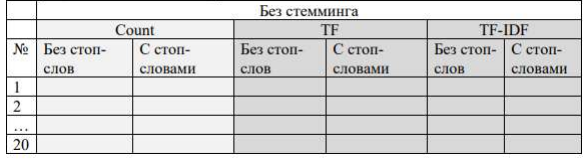 Без стемминга
Count TF TF-IDF
№ Без стоп- С стоп- Без стоп- С стоп- Без стоп- С стоп-
слов словами слов словами слов словами
1
2
…
20